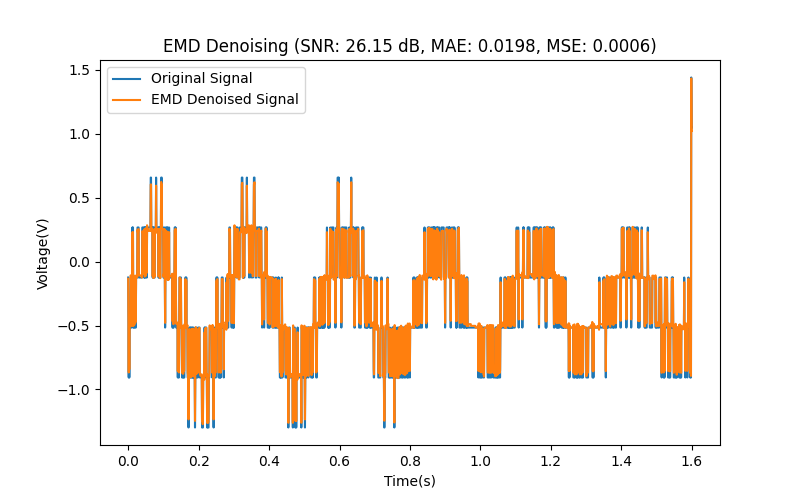 EMD Denoising (SNR: 26.15 dB, MAE: 0.0198, MSE: 0.0006)
Original Signal
EMD Denoised Signal
1.5
1.0
0.5
0.0
−0.5
−1.0
Voltage(V)
0.0 0.2 0.4 0.6 0.8 1.0 1.2 1.4 1.6
Time(s)